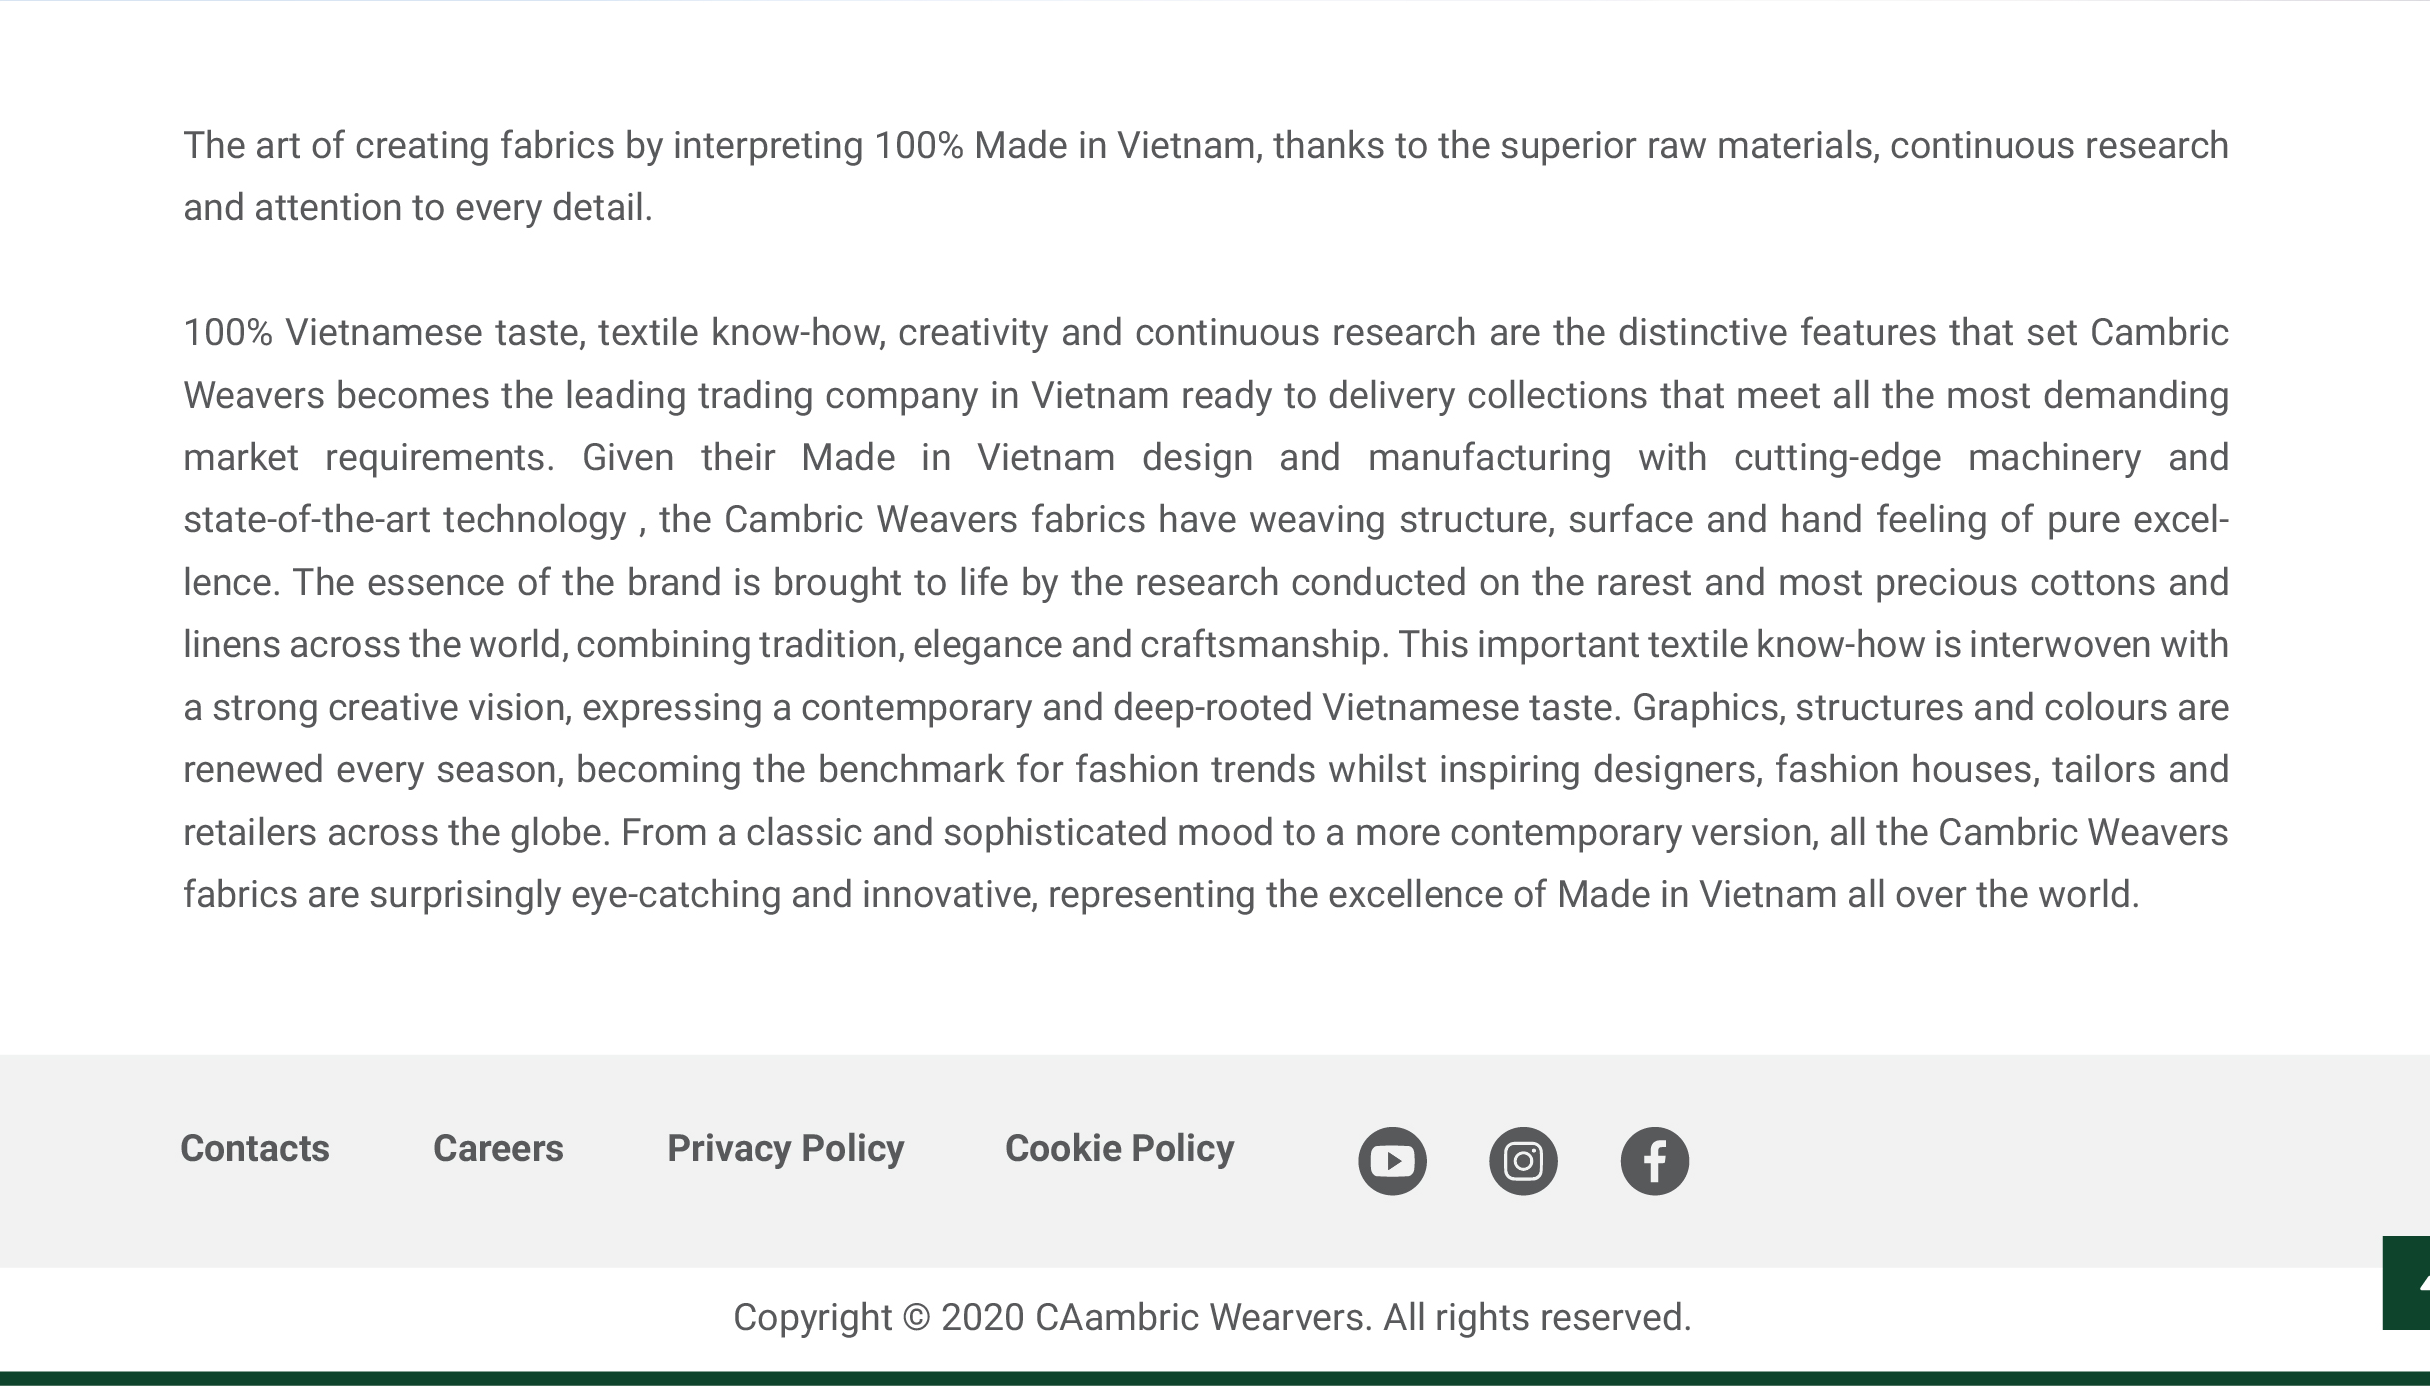 The art of creating fabrics by interpreting 100% Made in Vietnam, thanks to the superior raw materials, continuous research
and attention to every detail.
100% Vietnamese taste, textile know-how, creativity and continuous research are the distinctive features that set Cambric
Weavers becomes the leading trading company in Vietnam ready to delivery collections that meet all the most demanding
market requirements. Given their Made in Vietnam design and manufacturing with cutting-edge machinery and
state-of-the-art technology , the Cambric Weavers fabrics have weaving structure, surface and hand feeling of pure excel-
lence. The essence of the brand is brought to life by the research conducted on the rarest and most precious cottons and
linens across the world, combining tradition, elegance and craftsmanship. This important textile know-how is interwoven with
a strong creative vision, expressing a contemporary and deep-rooted Vietnamese taste. Graphics, structures and colours are
renewed every season, becoming the benchmark for fashion trends whilst inspiring designers, fashion houses, tailors and
retailers across the globe. From a classic and sophisticated mood to a more contemporary version, all the Cambric Weavers
fabrics are surprisingly eye-catching and innovative, representing the excellence of Made in Vietnam all over the world.
Contacts Careers Privacy Policy Cookie Policy
Copyright © 2020 CAambric Wearvers. All rights reserved.